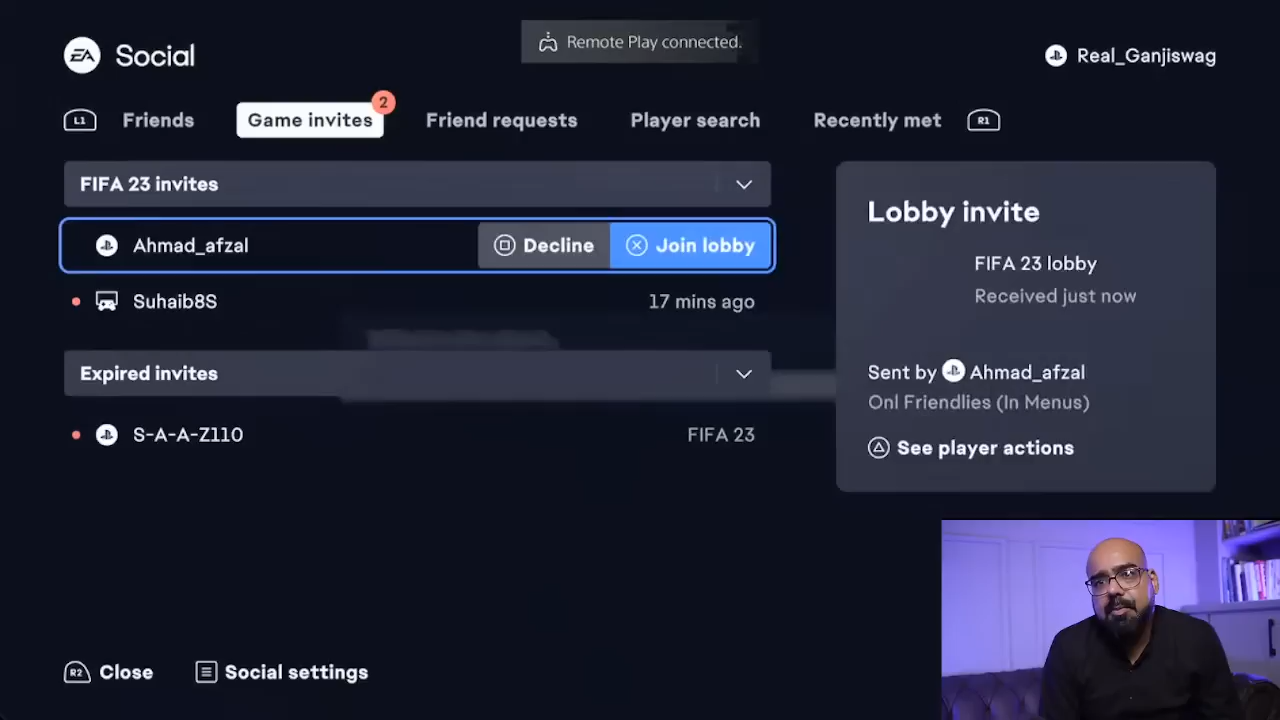 Remote Play connected.
EA Social
Real_Ganjiswag
L1 Friends Game invites 2 Friend requests Player search Recently met R1
FIFA 23 invites
Ahmad_afzal Decline Join lobby
Suhaib8S 17 mins ago
Expired invites
S-A-A-Z110 FIFA 23
Lobby invite
FIFA 23 lobby
Received just now
Sent by Ahmad_afzal
Onl Friendlies (In Menus)
See player actions
R2 Close Social settings